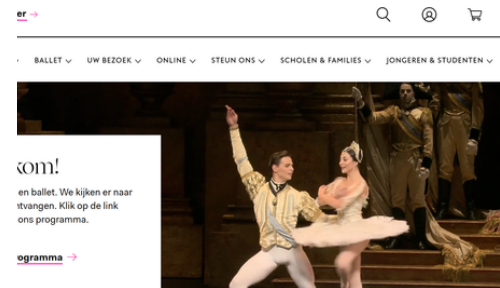 er
BALLET UW BEZOEK ONLINE STEUN ONS SCHOLEN & FAMILIES JONGEREN & STUDENTEN
kom!
en ballet. We kijken er naar
ntvangen. Klik op de link
ons programma.
ogramma